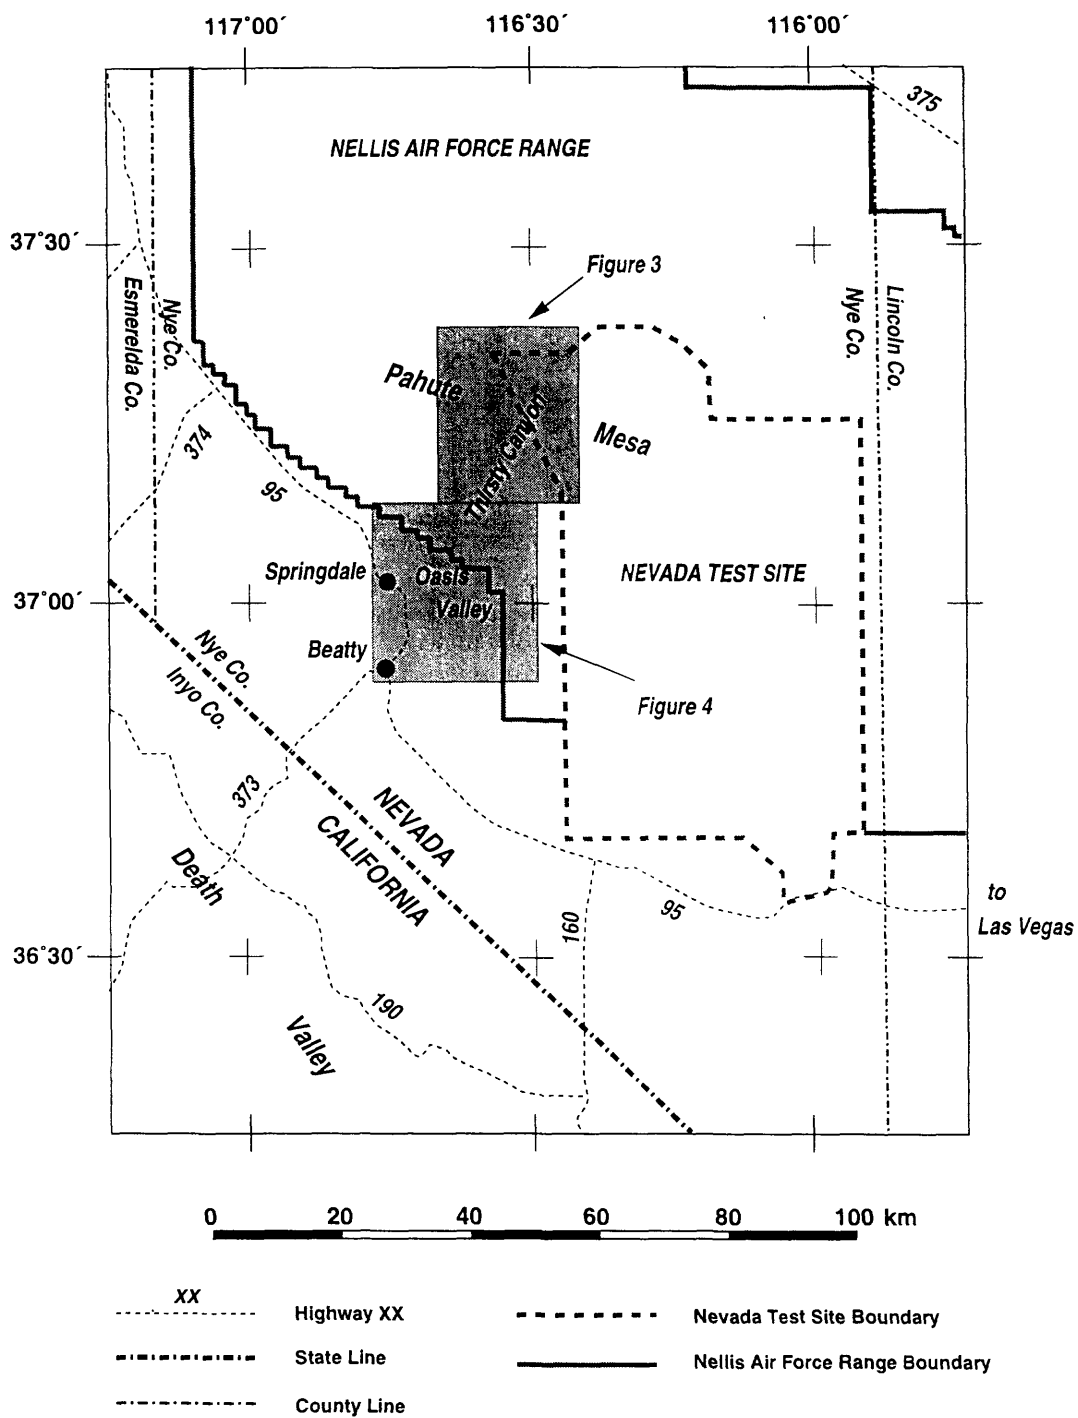 117°00´
116°30´
116°00´
375
NELLIS AIR FORCE RANGE
37°30´
Figure 3
Esmerelda Co.
Nye Co.
Nye Co.
Lincoln Co.
Pahute
Mesa
Thirsty Canyon
374
95
Springdale
Oasis
Valley
NEVADA TEST SITE
37°00´
Beatty
Nye Co.
Inyo Co.
Figure 4
373
NEVADA
CALIFORNIA
Death
Valley
95
160
to
Las Vegas
36°30´
190
0
20
40
60
80
100 km
XX
Highway XX
Nevada Test Site Boundary
State Line
Nellis Air Force Range Boundary
County Line